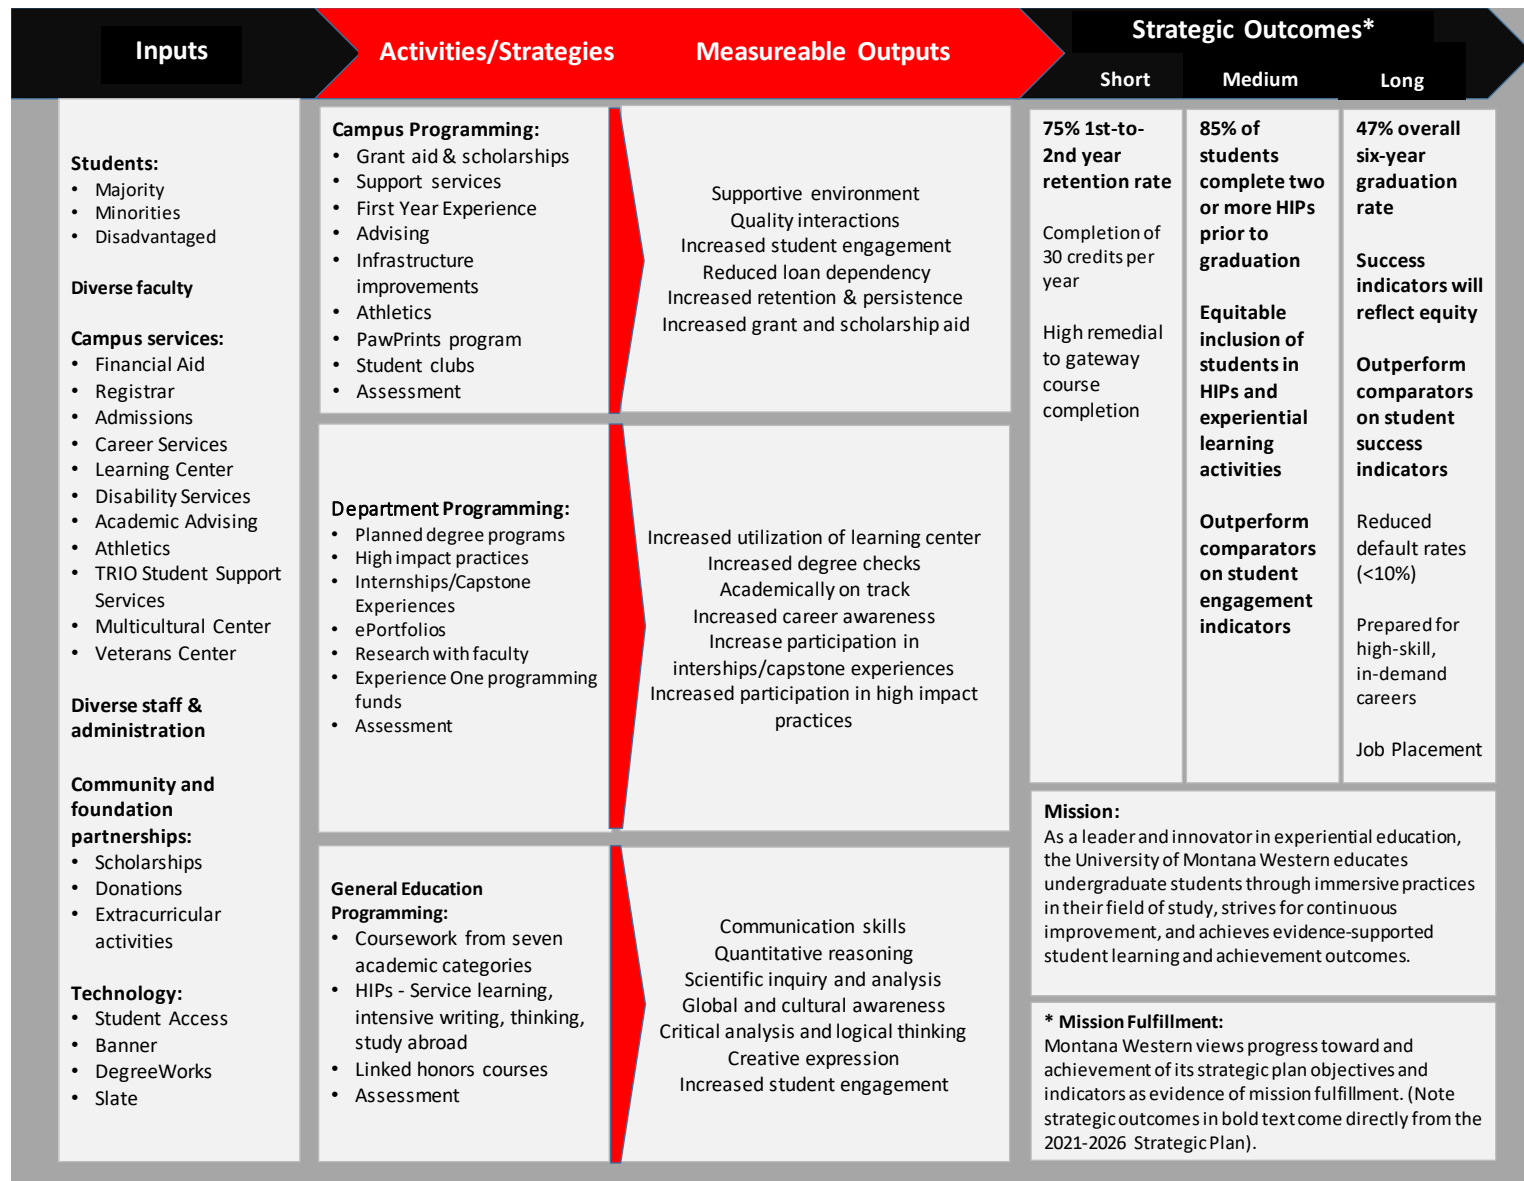 Inputs
Activities/Strategies
Measureable Outputs
Strategic Outcomes*
Short
Medium
Long
Students:
• Majority
• Minorities
• Disadvantaged
Diverse faculty
Campus services:
• Financial Aid
• Registrar
• Admissions
• Career Services
• Learning Center
• Disability Services
• Academic Advising
• Athletics
• TRIO Student Support
Services
• Multicultural Center
• Veterans Center
Diverse staff &
administration
Community and
foundation
partnerships:
• Scholarships
• Donations
• Extracurricular
activities
Technology:
• Student Access
• Banner
• DegreeWorks
• Slate
Campus Programming:
• Grant aid & scholarships
• Support services
• First Year Experience
• Advising
• Infrastructure
improvements
• Athletics
• PawPrints program
• Student clubs
• Assessment
Supportive environment
Quality interactions
Increased student engagement
Reduced loan dependency
Increased retention & persistence
Increased grant and scholarship aid
Department Programming:
• Planned degree programs
• High impact practices
• Internships/Capstone
Experiences
• ePortfolios
• Research with faculty
• Experience One programming
funds
• Assessment
Increased utilization of learning center
Increased degree checks
Academically on track
Increased career awareness
Increase participation in
interships/capstone experiences
Increased participation in high impact
practices
General Education
Programming:
• Coursework from seven
academic categories
• HIPs - Service learning,
intensive writing, thinking,
study abroad
• Linked honors courses
• Assessment
Communication skills
Quantitative reasoning
Scientific inquiry and analysis
Global and cultural awareness
Critical analysis and logical thinking
Creative expression
Increased student engagement
75% 1st-to-
2nd year
retention rate
Completion of
30 credits per
year
High remedial
to gateway
course
completion
85% of
students
complete two
or more HIPs
prior to
graduation
Equitable
inclusion of
students in
HIPs and
experiential
learning
activities
Outperform
comparators
on student
engagement
indicators
47% overall
six-year
graduation
rate
Success
indicators will
reflect equity
Outperform
comparators
on student
success
indicators
Reduced
default rates
(<10%)
Prepared for
high-skill,
in-demand
careers
Job Placement
Mission:
As a leader and innovator in experiential education,
the University of Montana Western educates
undergraduate students through immersive practices
in their field of study, strives for continuous
improvement, and achieves evidence-supported
student learning and achievement outcomes.
* Mission Fulfillment:
Montana Western views progress toward and
achievement of its strategic plan objectives and
indicators as evidence of mission fulfillment. (Note
strategic outcomes in bold text come directly from the
2021-2026 Strategic Plan).